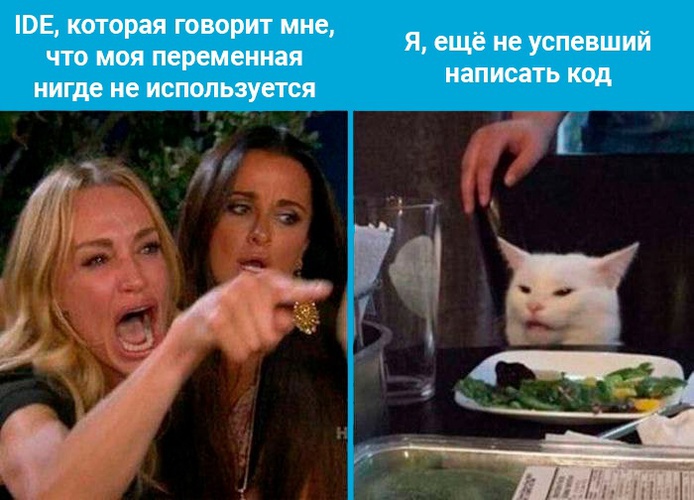 IDE, которая говорит мне,
что моя переменная
нигде не используется
Я, ещё не успевший
написать код